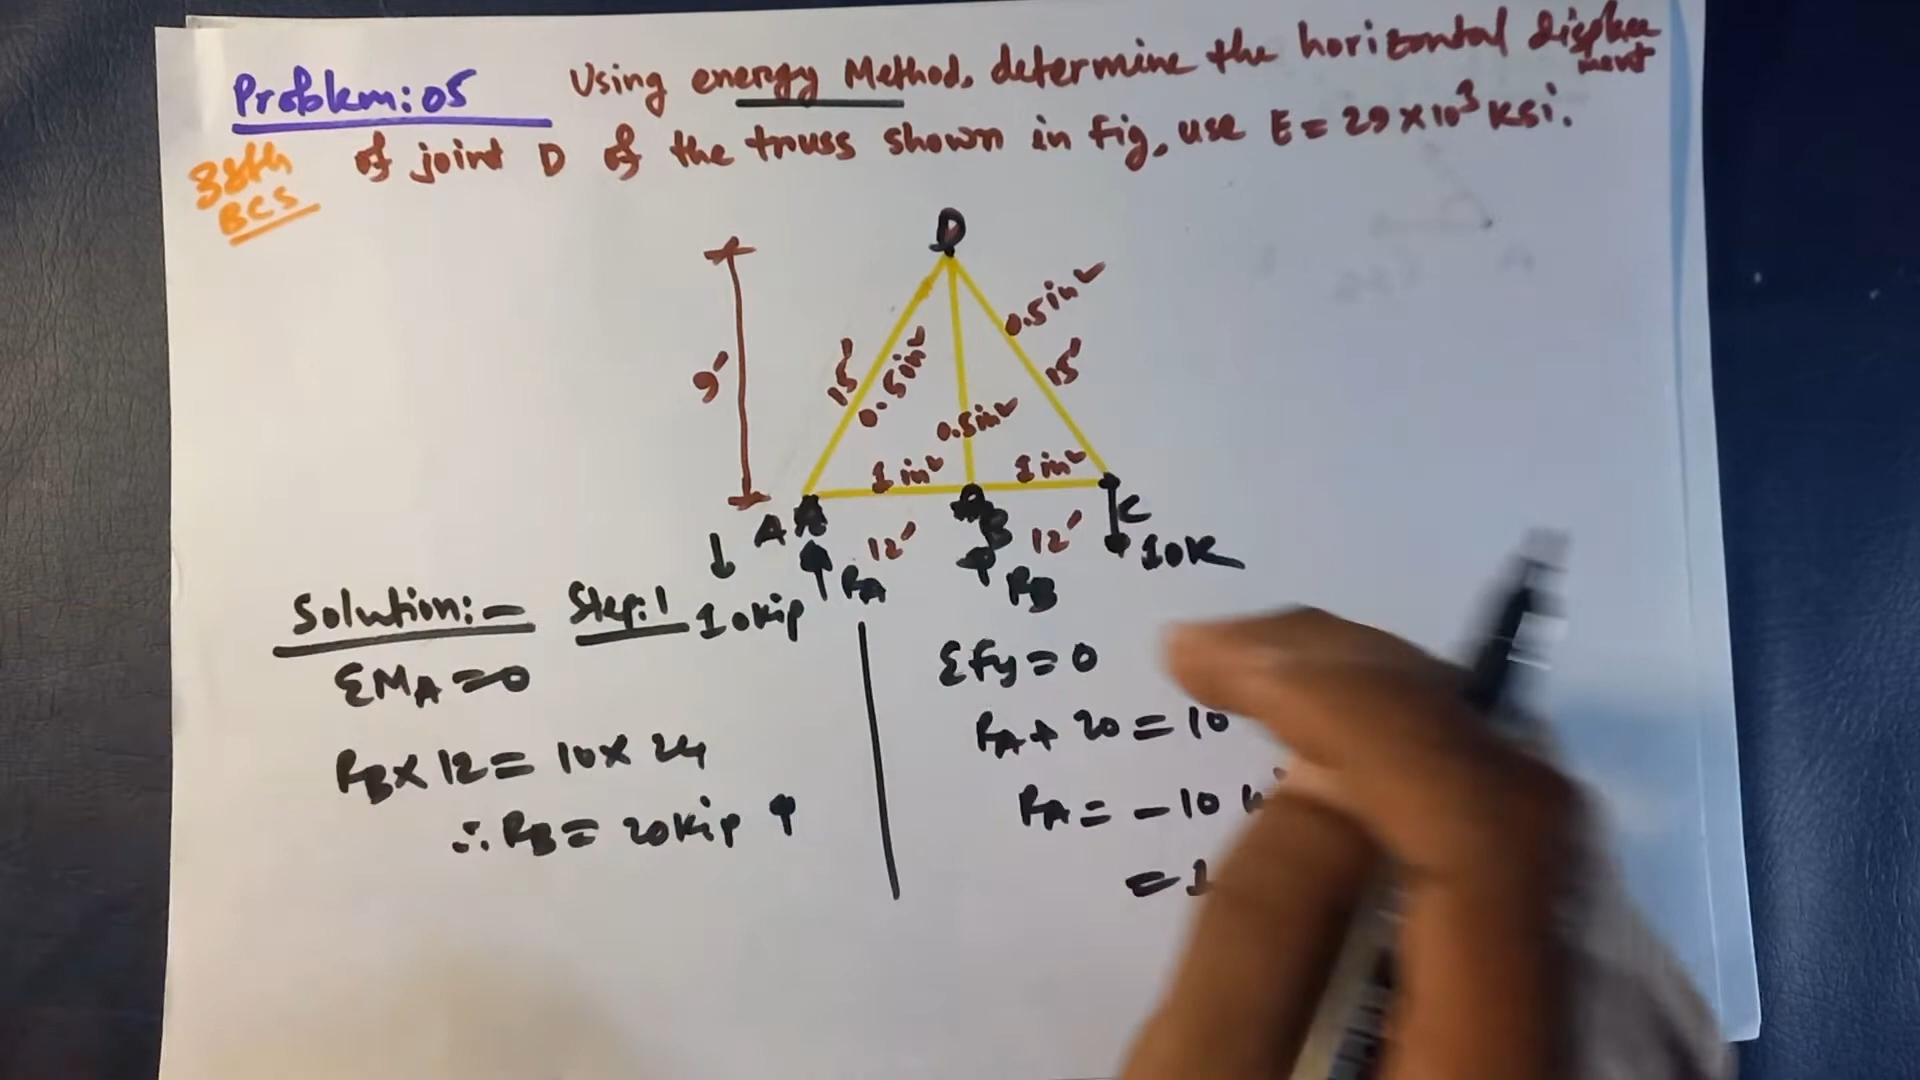 Problem: 05 Using energy Method, determine the horizontal displacement
38th BCS
of joint D of the truss shown in fig, use E = 29×10³ ksi.
D
9'
15'
0.5in²
0.5in²
0.5in²
15'
1in²
1in²
A
B
C
12'
12'
10K
RA
RB
Solution:- Step:1 ↓ 10kip
ΣMA=0
RB×12=10×24
∴RB=20kip ↑
ΣFy=0
RA+20=10
RA=-10
=1